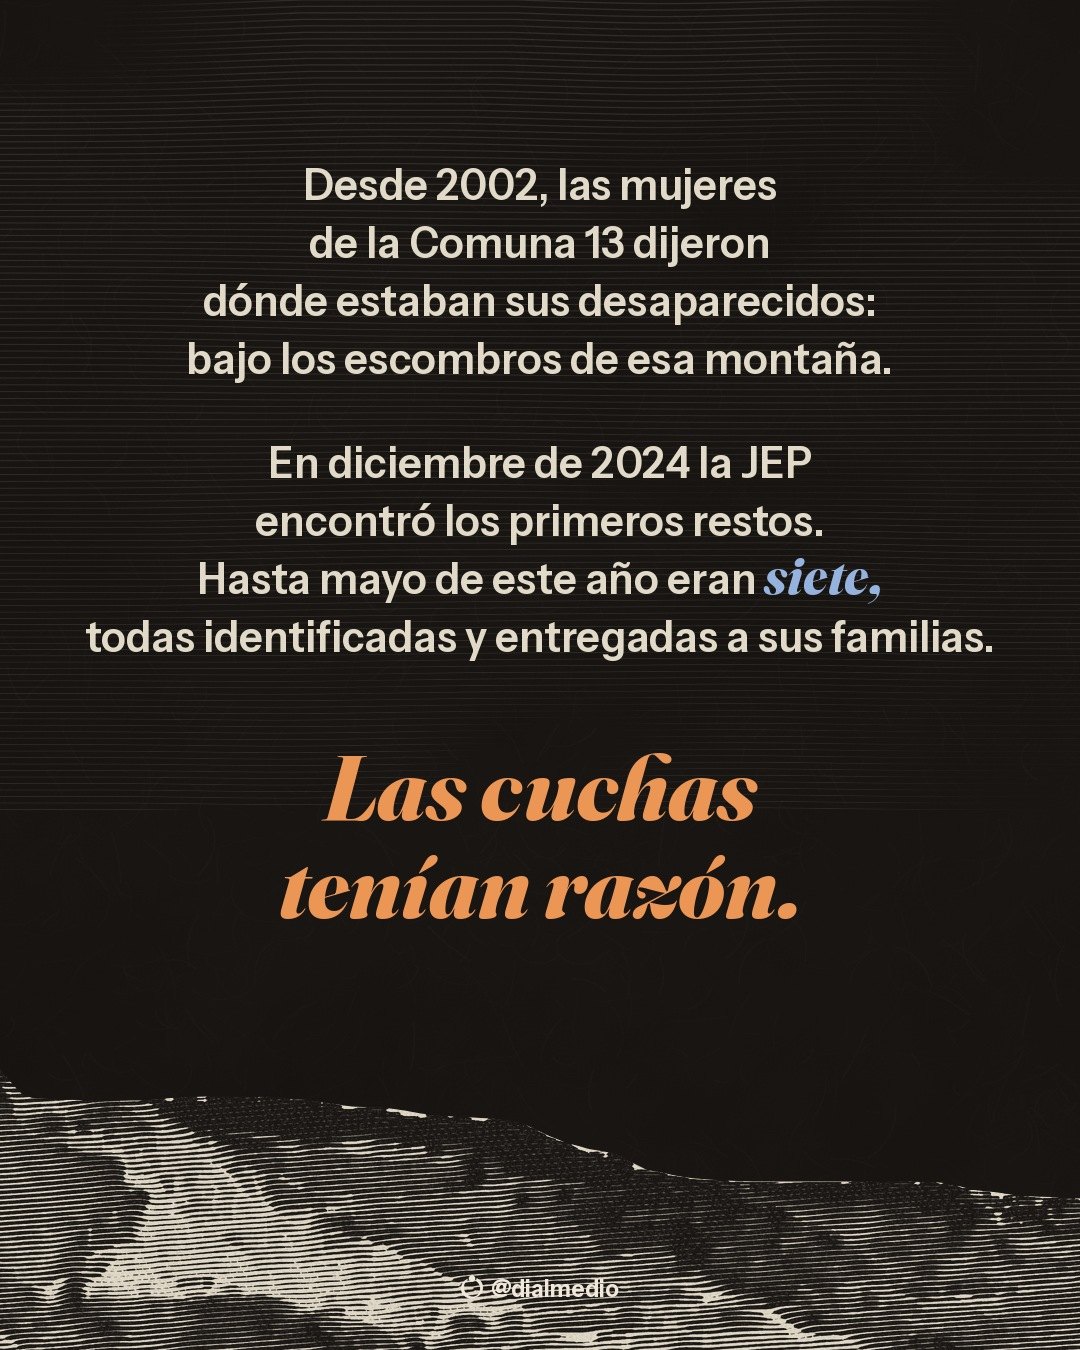 Desde 2002, las mujeres
de la Comuna 13 dijeron
dónde estaban sus desaparecidos:
bajo los escombros de esa montaña.
En diciembre de 2024 la JEP
encontró los primeros restos.
Hasta mayo de este año eran siete,
todas identificadas y entregadas a sus familias.
Las cuchas
tenían razón.
@dialmedio